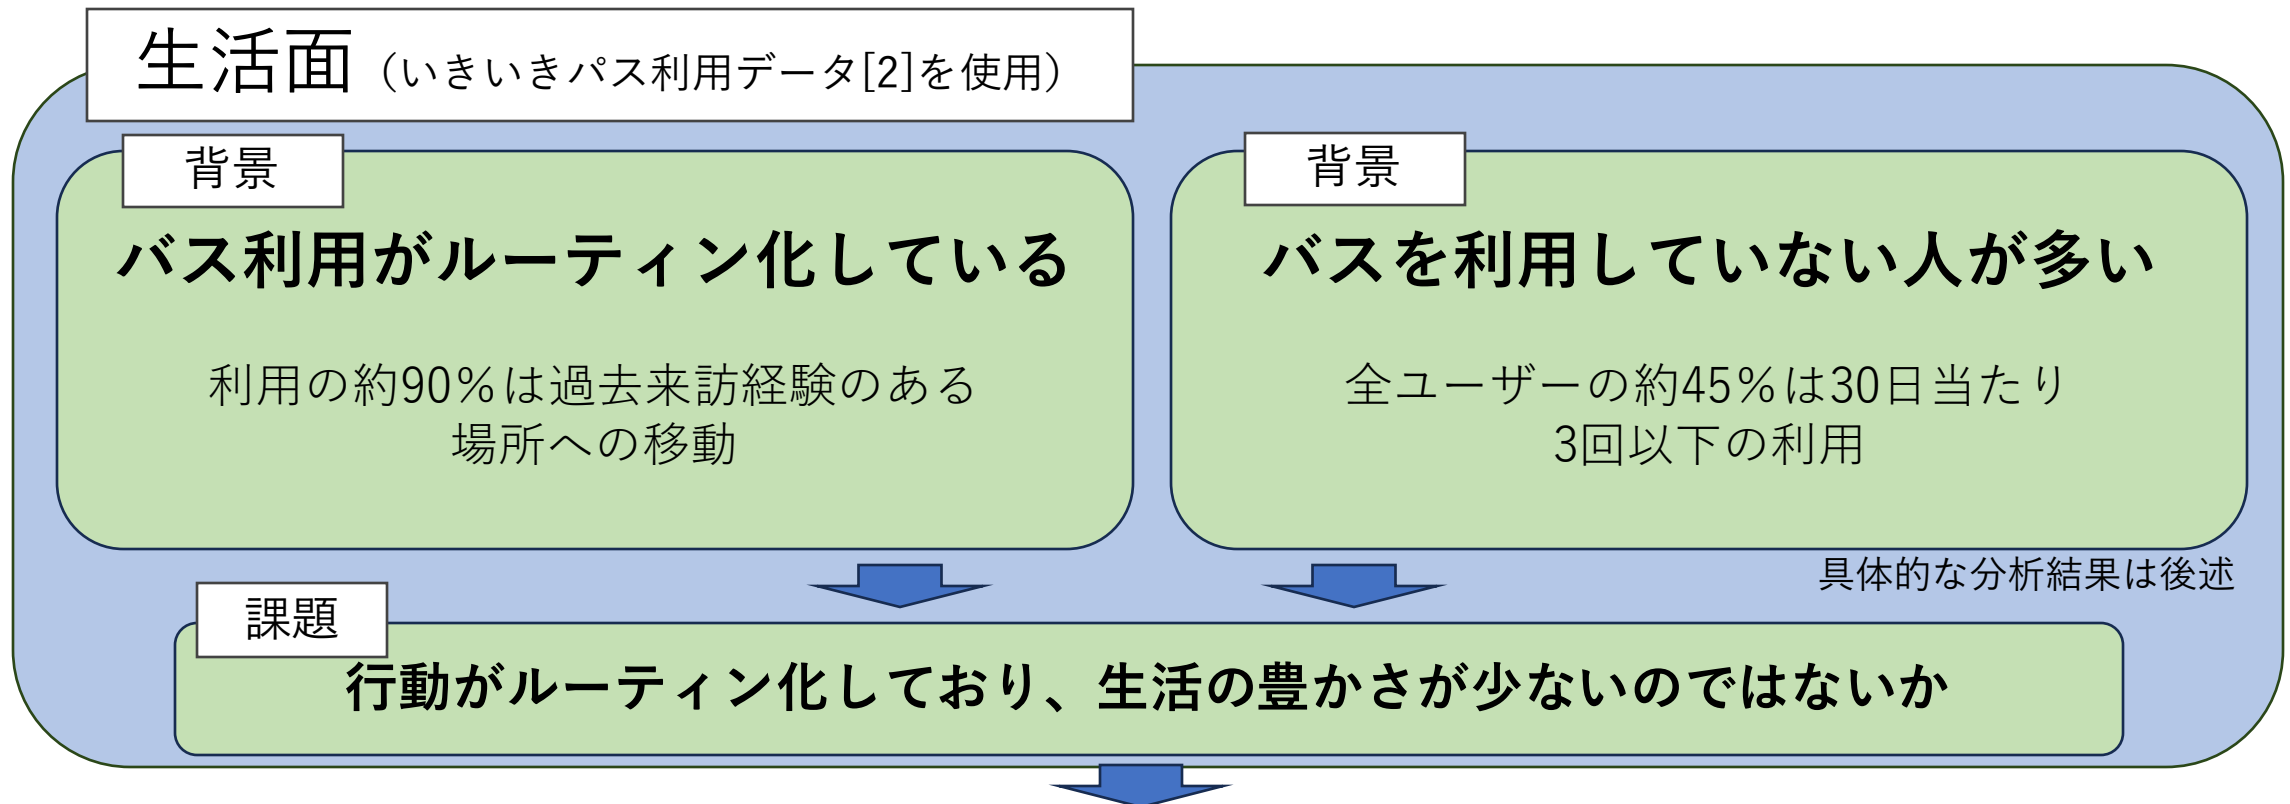 生活面（いきいきパス利用データ[2]を使用）
背景
バス利用がルーティン化している
利用の約90％は過去来訪経験のある
場所への移動
背景
バスを利用していない人が多い
全ユーザーの約45％は30日当たり
3回以下の利用
具体的な分析結果は後述
課題
行動がルーティン化しており、生活の豊かさが少ないのではないか